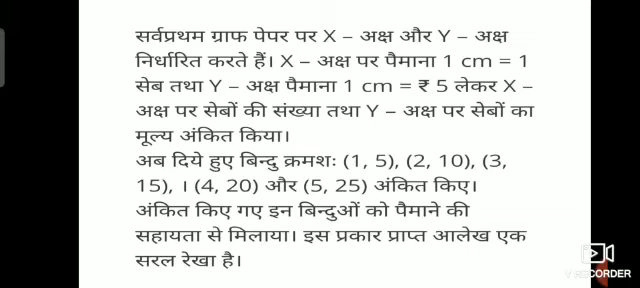 सर्वप्रथम ग्राफ पेपर पर X – अक्ष और Y – अक्ष
निर्धारित करते हैं। X – अक्ष पर पैमाना 1 cm = 1
सेब तथा Y – अक्ष पैमाना 1 cm = ₹ 5 लेकर X –
अक्ष पर सेबों की संख्या तथा Y – अक्ष पर सेबों का
मूल्य अंकित किया।
अब दिये हुए बिन्दु क्रमशः (1, 5), (2, 10), (3,
15), । (4, 20) और (5, 25) अंकित किए।
अंकित किए गए इन बिन्दुओं को पैमाने की
सहायता से मिलाया। इस प्रकार प्राप्त आलेख एक
सरल रेखा है।